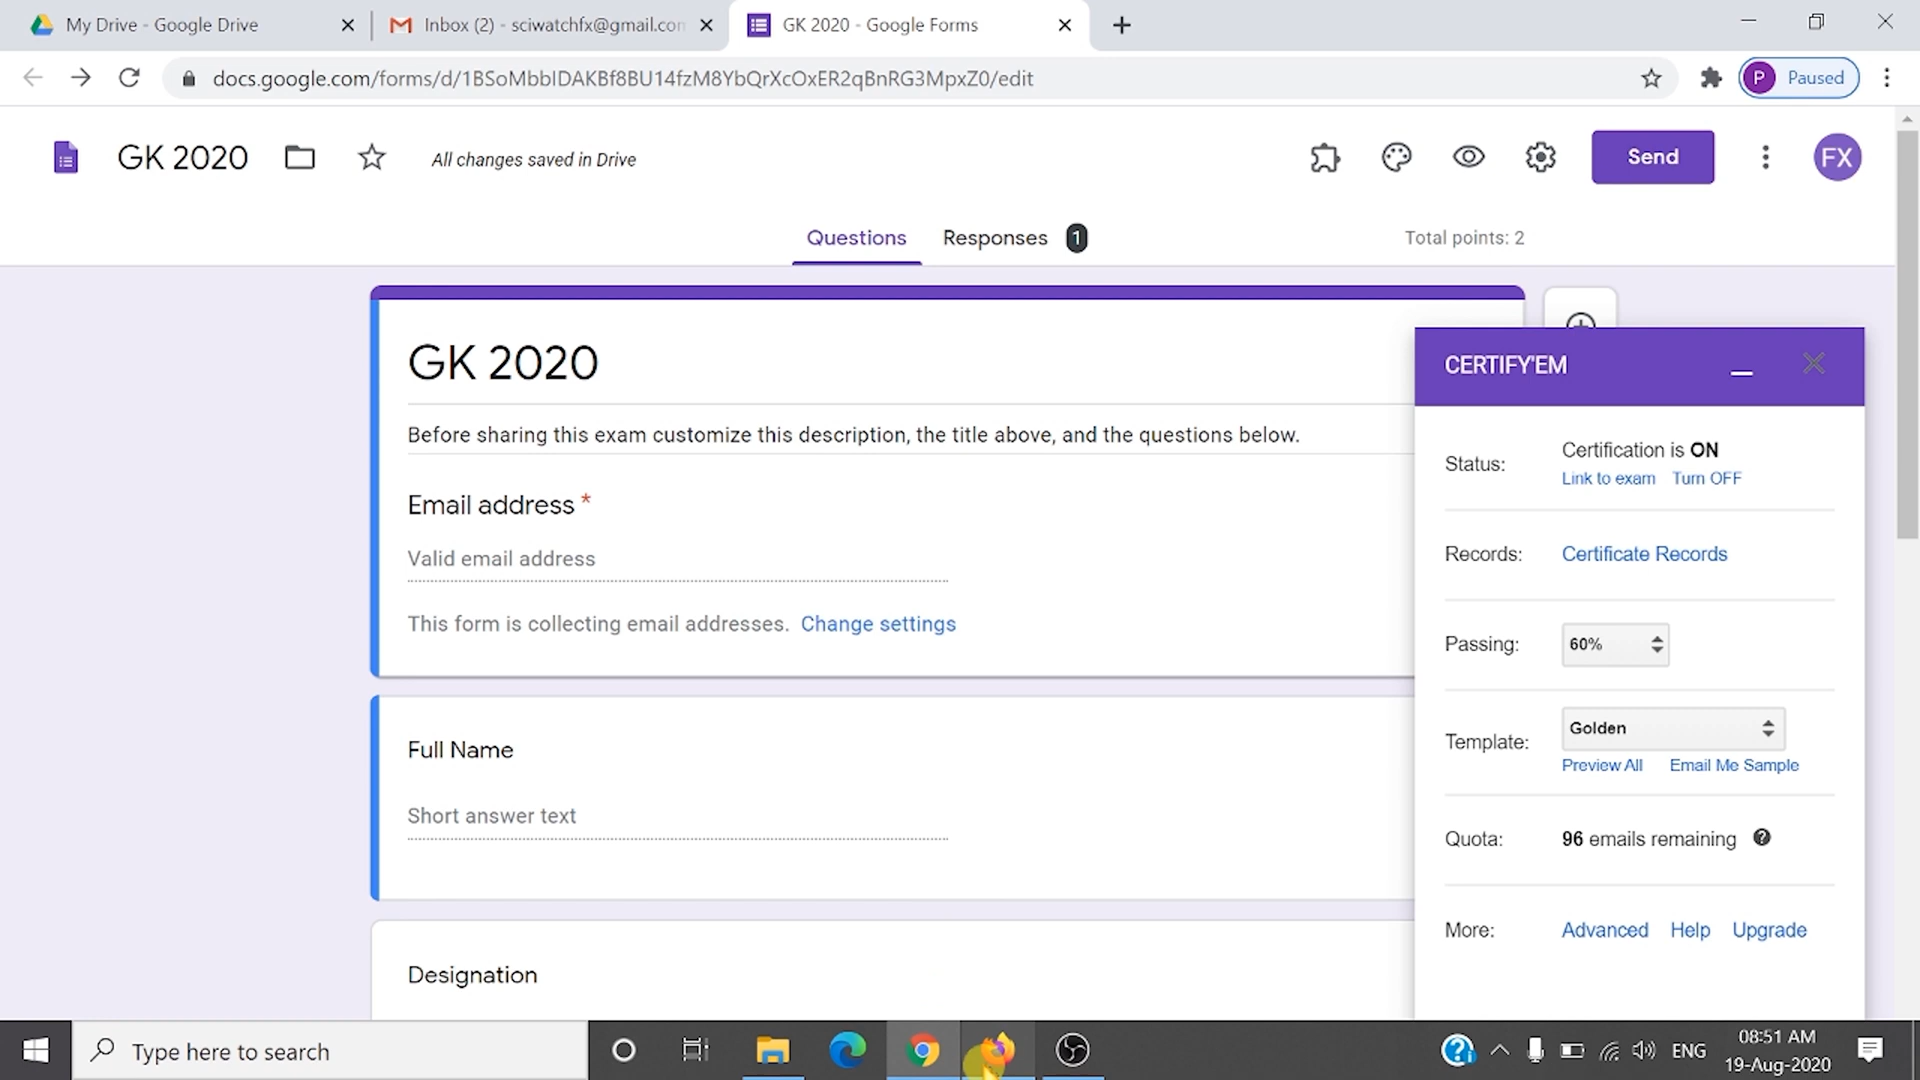 My Drive - Google Drive
Inbox (2) - sciwatchfx@gmail.com
GK 2020 - Google Forms
docs.google.com/forms/d/1BSoMbbIDAKBf8BU14fzM8YbQrXcOxER2qBnRG3MpxZ0/edit
P Paused
GK 2020
All changes saved in Drive
Send
FX
Questions
Responses 1
Total points: 2
GK 2020
Before sharing this exam customize this description, the title above, and the questions below.
Email address *
Valid email address
This form is collecting email addresses. Change settings
Full Name
Short answer text
Designation
CERTIFY'EM
Status: Certification is ON
Link to exam Turn OFF
Records: Certificate Records
Passing: 60%
Template: Golden
Preview All Email Me Sample
Quota: 96 emails remaining
More: Advanced Help Upgrade
Type here to search
ENG
08:51 AM
19-Aug-2020